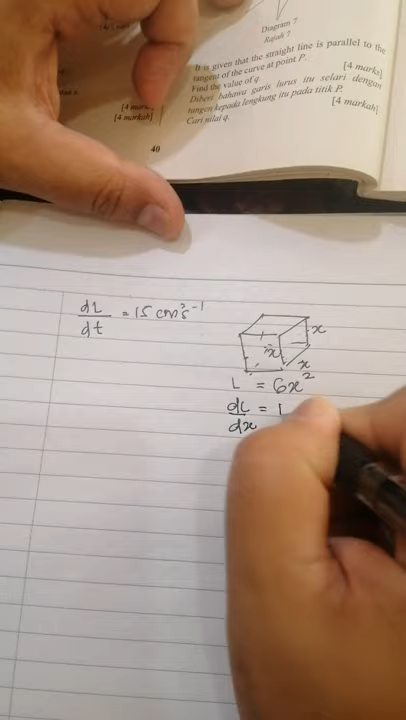 Diagram 7
Rajah 7
It is given that the straight line is parallel to the
tangent of the curve at point P.
Find the value of q.
[4 marks]
Diberi bahawa garis lurus itu selari dengan
tangen kepada lengkung itu pada titik P.
Cari nilai q.
[4 markah]
[4 markah]
40
dL/dt = 15 cm²s⁻¹
x
x
x
L = 6x²
dL/dx = 1